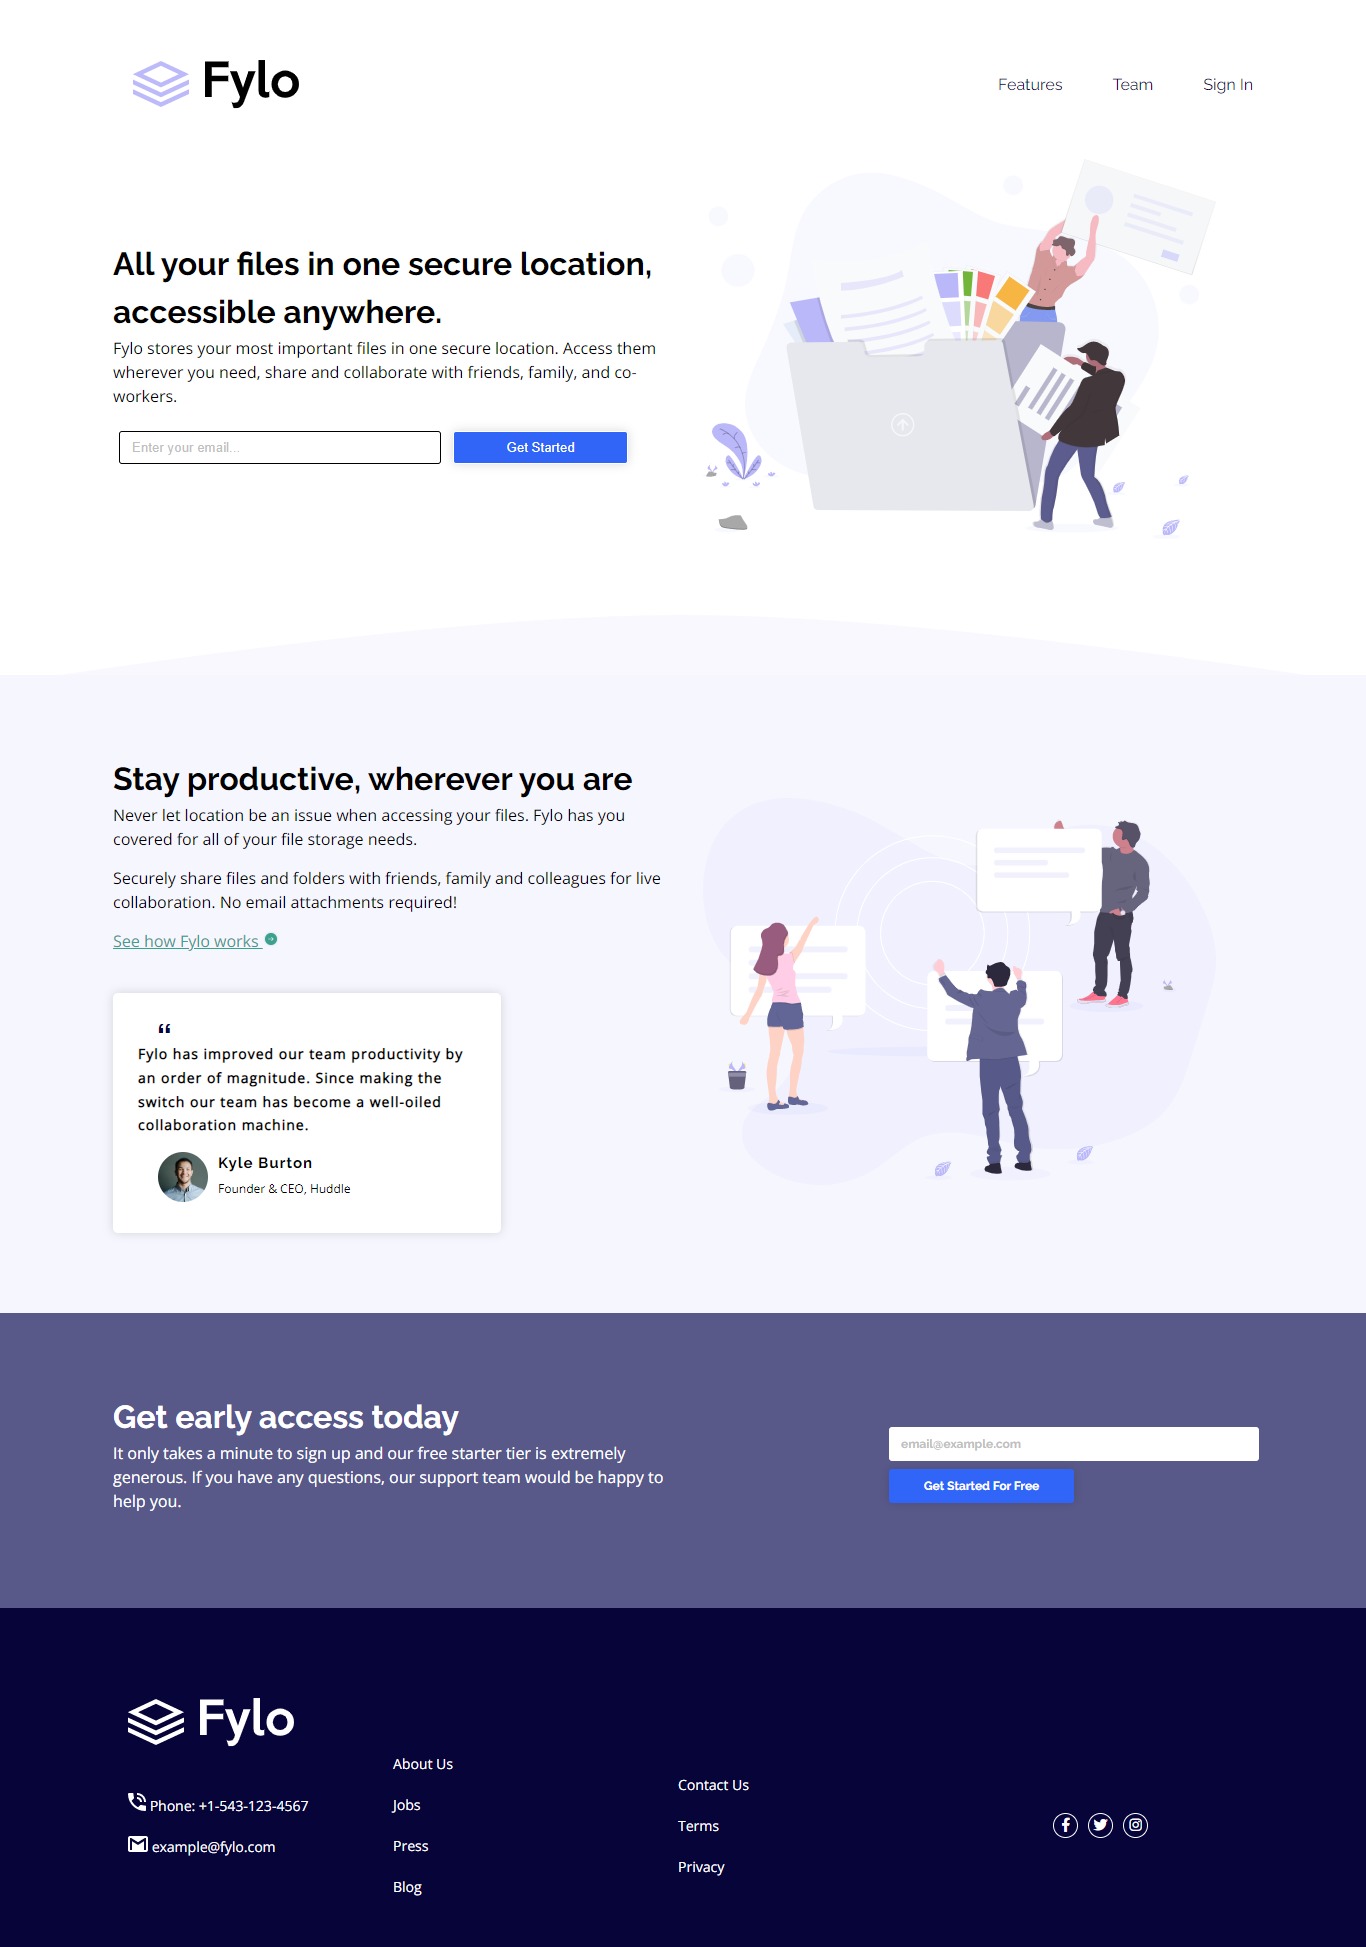 Fylo
Features
Team
Sign In
All your files in one secure location,
accessible anywhere.
Fylo stores your most important files in one secure location. Access them
wherever you need, share and collaborate with friends, family, and co-
workers.
Enter your email...
Get Started
Stay productive, wherever you are
Never let location be an issue when accessing your files. Fylo has you
covered for all of your file storage needs.
Securely share files and folders with friends, family and colleagues for live
collaboration. No email attachments required!
See how Fylo works
“
Fylo has improved our team productivity by
an order of magnitude. Since making the
switch our team has become a well-oiled
collaboration machine.
Kyle Burton
Founder & CEO, Huddle
Get early access today
It only takes a minute to sign up and our free starter tier is extremely
generous. If you have any questions, our support team would be happy to
help you.
email@example.com
Get Started For Free
Fylo
Phone: +1-543-123-4567
example@fylo.com
About Us
Jobs
Press
Blog
Contact Us
Terms
Privacy